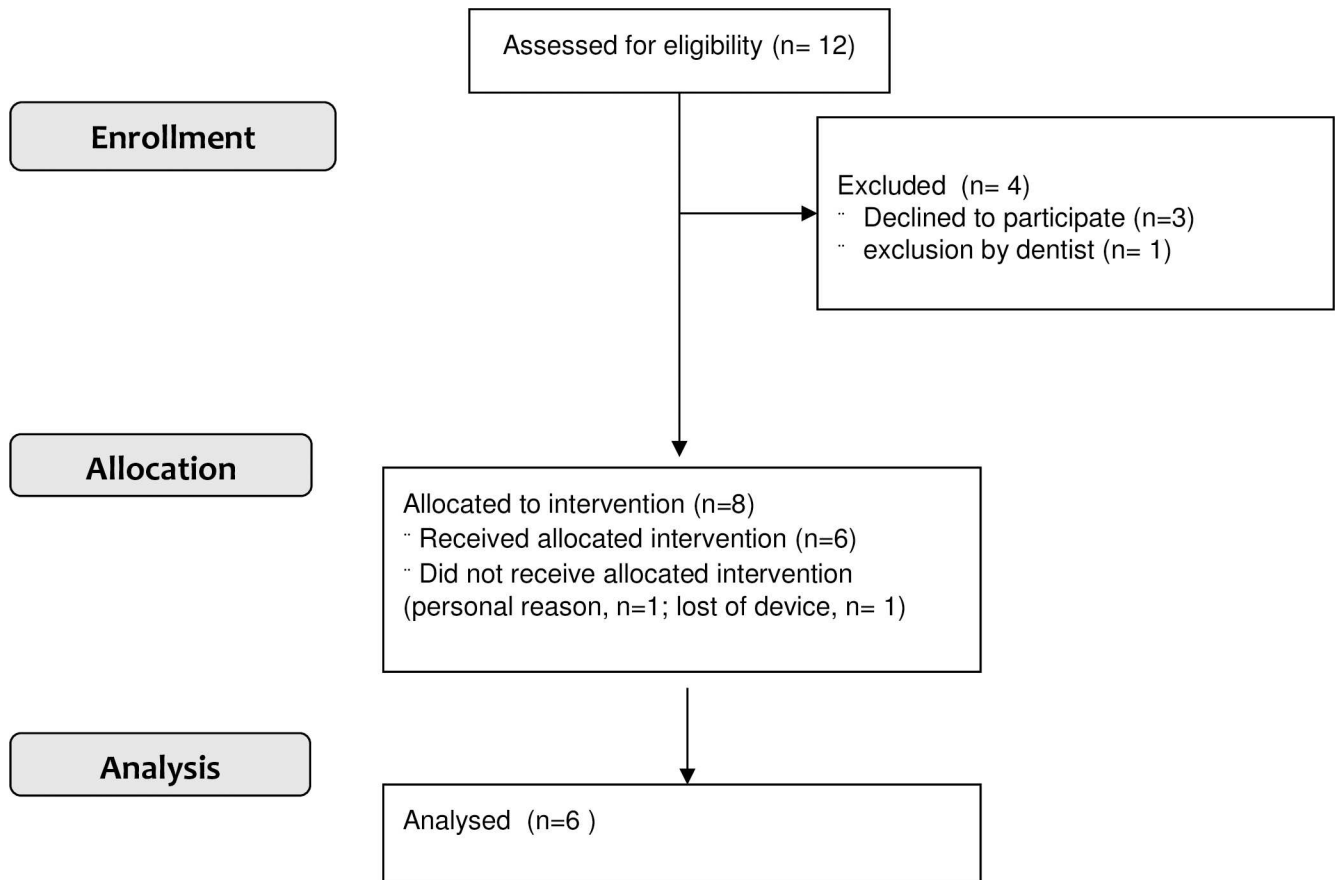 Assessed for eligibility (n= 12)
Enrollment
Excluded  (n= 4)
¨ Declined to participate (n=3)
¨ exclusion by dentist (n= 1)
Allocation
Allocated to intervention (n=8)
¨ Received allocated intervention (n=6)
¨ Did not receive allocated intervention
(personal reason, n=1; lost of device, n= 1)
Analysis
Analysed  (n=6 )